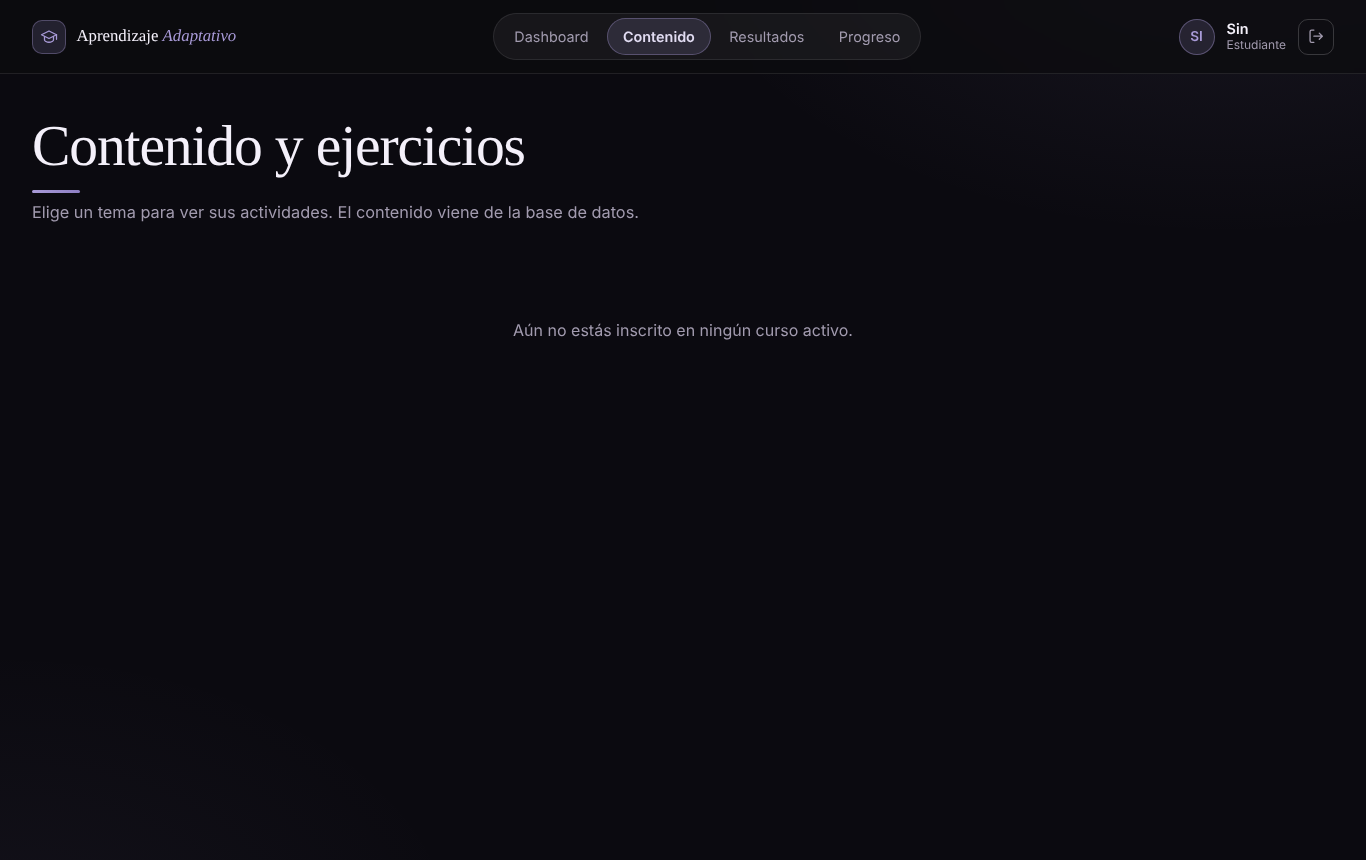 Aprendizaje Adaptativo
Dashboard
Contenido
Resultados
Progreso
SI
Sin
Estudiante
Contenido y ejercicios
Elige un tema para ver sus actividades. El contenido viene de la base de datos.
Aún no estás inscrito en ningún curso activo.